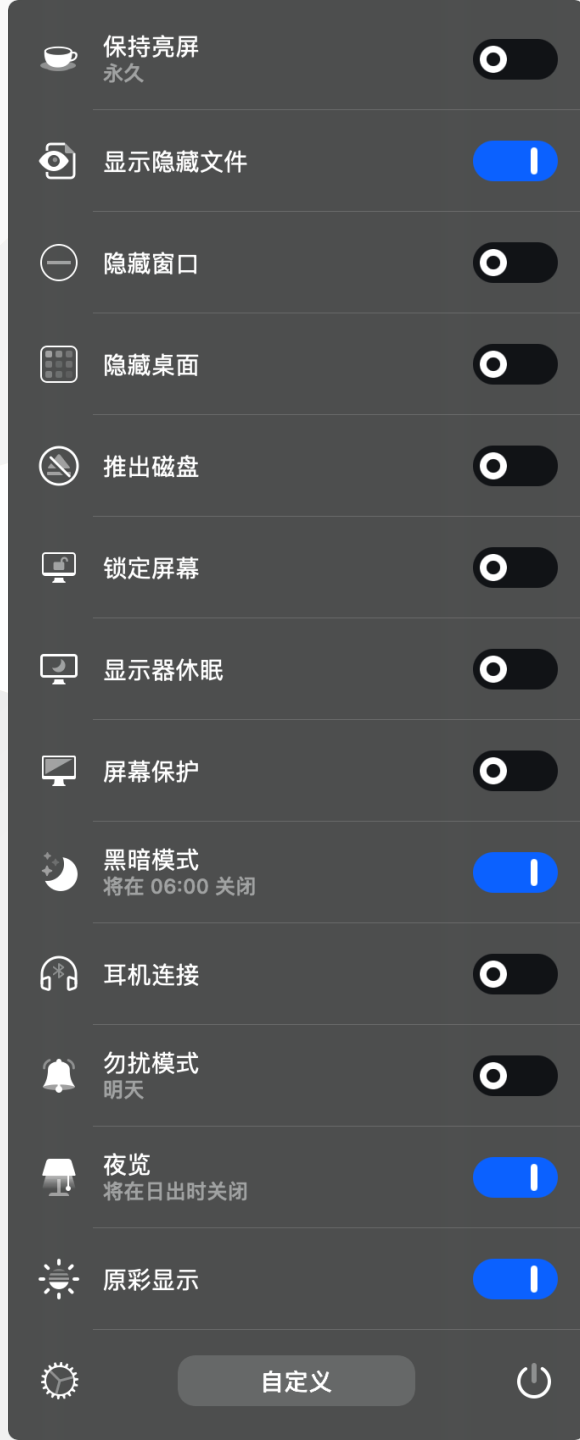 保持亮屏
永久
显示隐藏文件
隐藏窗口
隐藏桌面
推出磁盘
锁定屏幕
显示器休眠
屏幕保护
黑暗模式
将在 06:00 关闭
耳机连接
勿扰模式
明天
夜览
将在日出时关闭
原彩显示
自定义